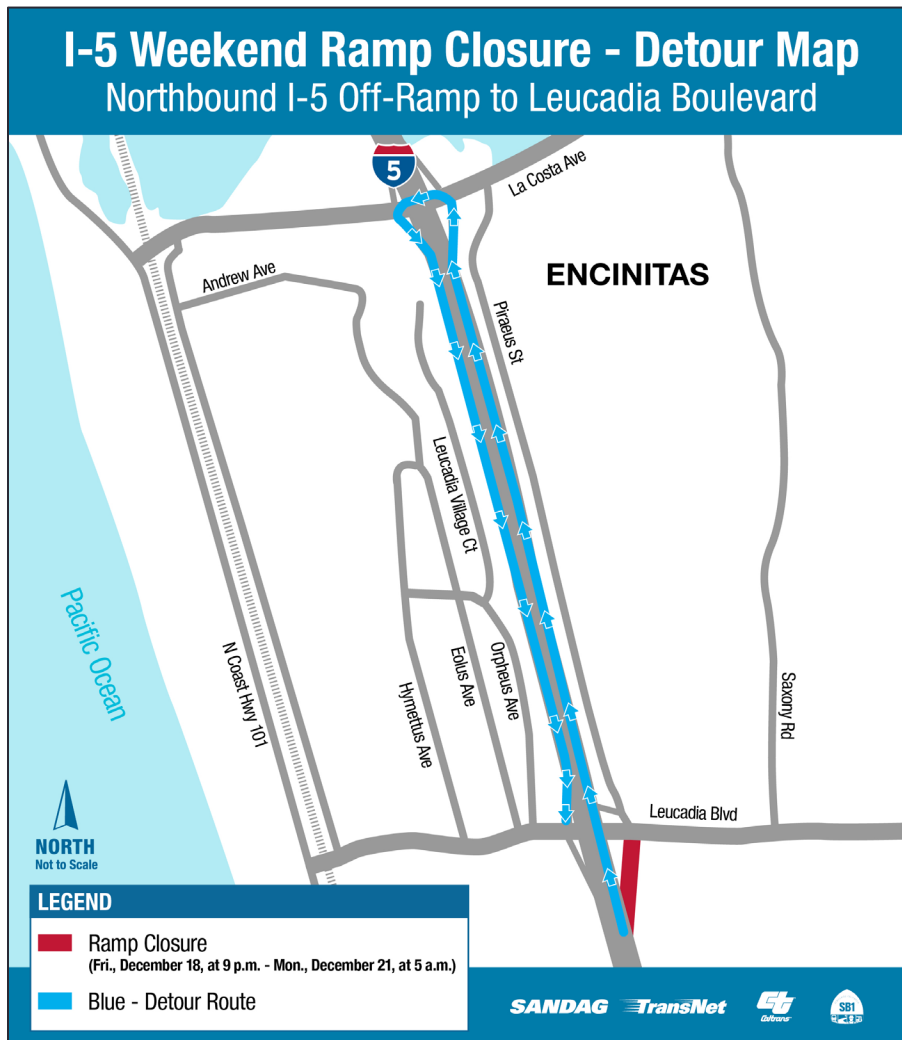 I-5 Weekend Ramp Closure - Detour Map
Northbound I-5 Off-Ramp to Leucadia Boulevard
5
La Costa Ave
Andrew Ave
ENCINITAS
Piraeus St
Leucadia Village Ct
Pacific Ocean
N Coast Hwy 101
Hymettus Ave
Eolus Ave
Orpheus Ave
Saxony Rd
Leucadia Blvd
NORTH
Not to Scale
LEGEND
Ramp Closure
(Fri., December 18, at 9 p.m. - Mon., December 21, at 5 a.m.)
Blue - Detour Route
SANDAG
TransNet
ct
Caltrans
SB1